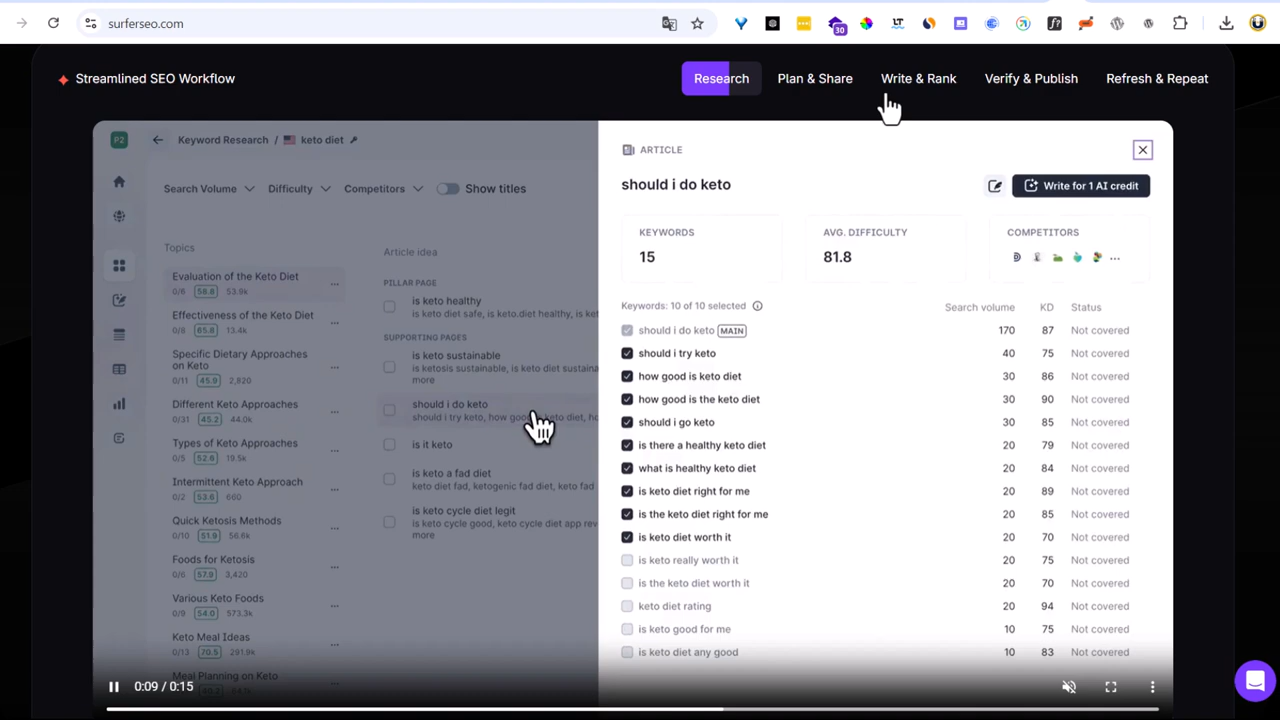 surferseo.com
30
Streamlined SEO Workflow
Research
Plan & Share
Write & Rank
Verify & Publish
Refresh & Repeat
P2
Keyword Research / keto diet
Search Volume
Difficulty
Competitors
Show titles
Topics
Evaluation of the Keto Diet
0/6 58.8 53.9k
Effectiveness of the Keto Diet
0/8 65.8 13.4k
Specific Dietary Approaches
on Keto
0/11 45.9 2,820
Different Keto Approaches
0/31 45.2 44.0k
Types of Keto Approaches
0/5 52.6 19.5k
Intermittent Keto Approach
0/2 53.6 660
Quick Ketosis Methods
0/10 51.9 56.6k
Foods for Ketosis
0/6 57.9 3,420
Various Keto Foods
0/9 54.0 573.3k
Keto Meal Ideas
0/13 70.5 291.9k
Meal Planning on Keto
Article idea
PILLAR PAGE
is keto healthy
is keto diet safe, is keto.diet healthy, is ket
SUPPORTING PAGES
is keto sustainable
is ketosis sustainable, is keto diet sustaina
more
should i do keto
should i try keto, how good keto diet, ho
is it keto
is keto a fad diet
keto diet fad, ketogenic fad diet, keto fad
is keto cycle diet legit
is keto cycle good, keto cycle diet app rev
more
ARTICLE
should i do keto
Write for 1 AI credit
KEYWORDS
15
AVG. DIFFICULTY
81.8
COMPETITORS
...
Keywords: 10 of 10 selected
Search volume KD Status
should i do keto MAIN 170 87 Not covered
should i try keto 40 75 Not covered
how good is keto diet 30 86 Not covered
how good is the keto diet 30 90 Not covered
should i go keto 30 85 Not covered
is there a healthy keto diet 20 79 Not covered
what is healthy keto diet 20 84 Not covered
is keto diet right for me 20 89 Not covered
is the keto diet right for me 20 85 Not covered
is keto diet worth it 20 70 Not covered
is keto really worth it 20 75 Not covered
is the keto diet worth it 20 70 Not covered
keto diet rating 20 94 Not covered
is keto good for me 10 75 Not covered
is keto diet any good 10 83 Not covered
0:09 / 0:15